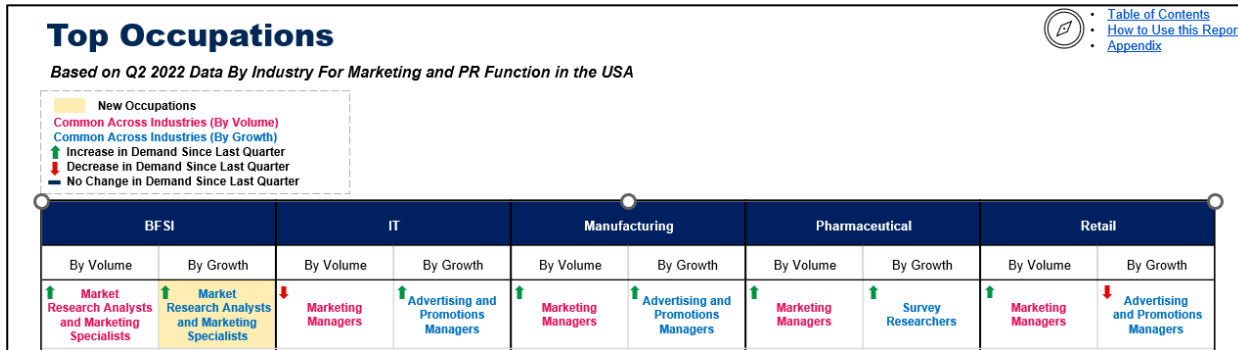 Top Occupations
Table of Contents
How to Use this Repor
Appendix
Based on Q2 2022 Data By Industry For Marketing and PR Function in the USA
New Occupations
Common Across Industries (By Volume)
Common Across Industries (By Growth)
Increase in Demand Since Last Quarter
Decrease in Demand Since Last Quarter
No Change in Demand Since Last Quarter
BFSI IT Manufacturing Pharmaceutical Retail
By Volume By Growth By Volume By Growth By Volume By Growth By Volume By Growth By Volume By Growth
Market
Research Analysts
and Marketing
Specialists
Market
Research Analysts
and Marketing
Specialists
Marketing
Managers
Advertising and
Promotions
Managers
Marketing
Managers
Advertising and
Promotions
Managers
Marketing
Managers
Survey
Researchers
Marketing
Managers
Advertising
and Promotions
Managers